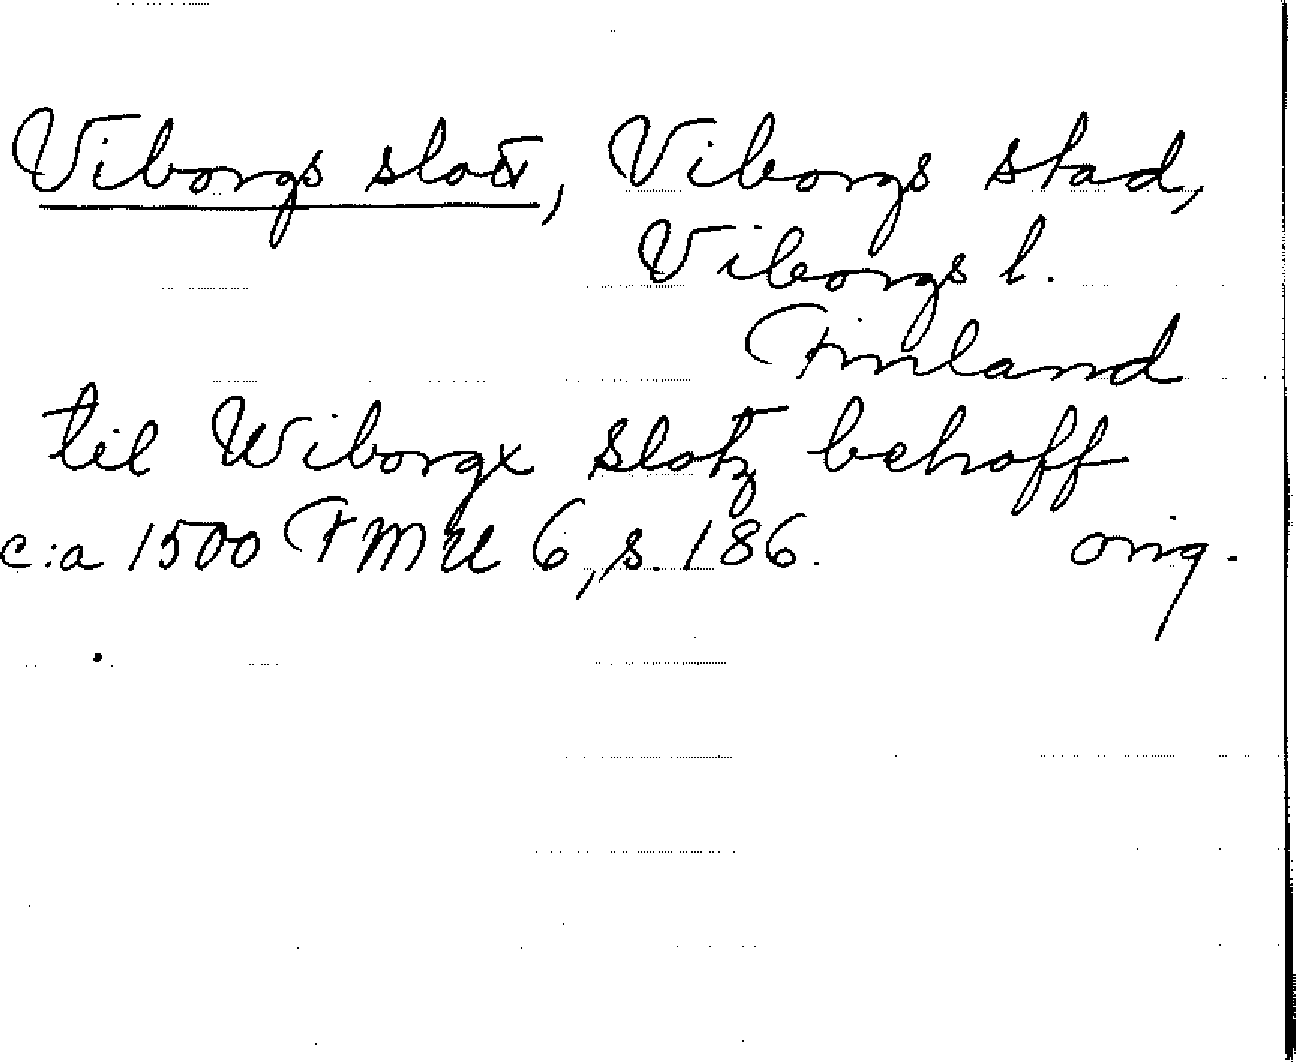 Viborgs slott, Viborgs stad,
Viborgs l.
Finland
til Wiborgx Slotz behoff
c:a 1500 FMU 6, s. 186. orig.